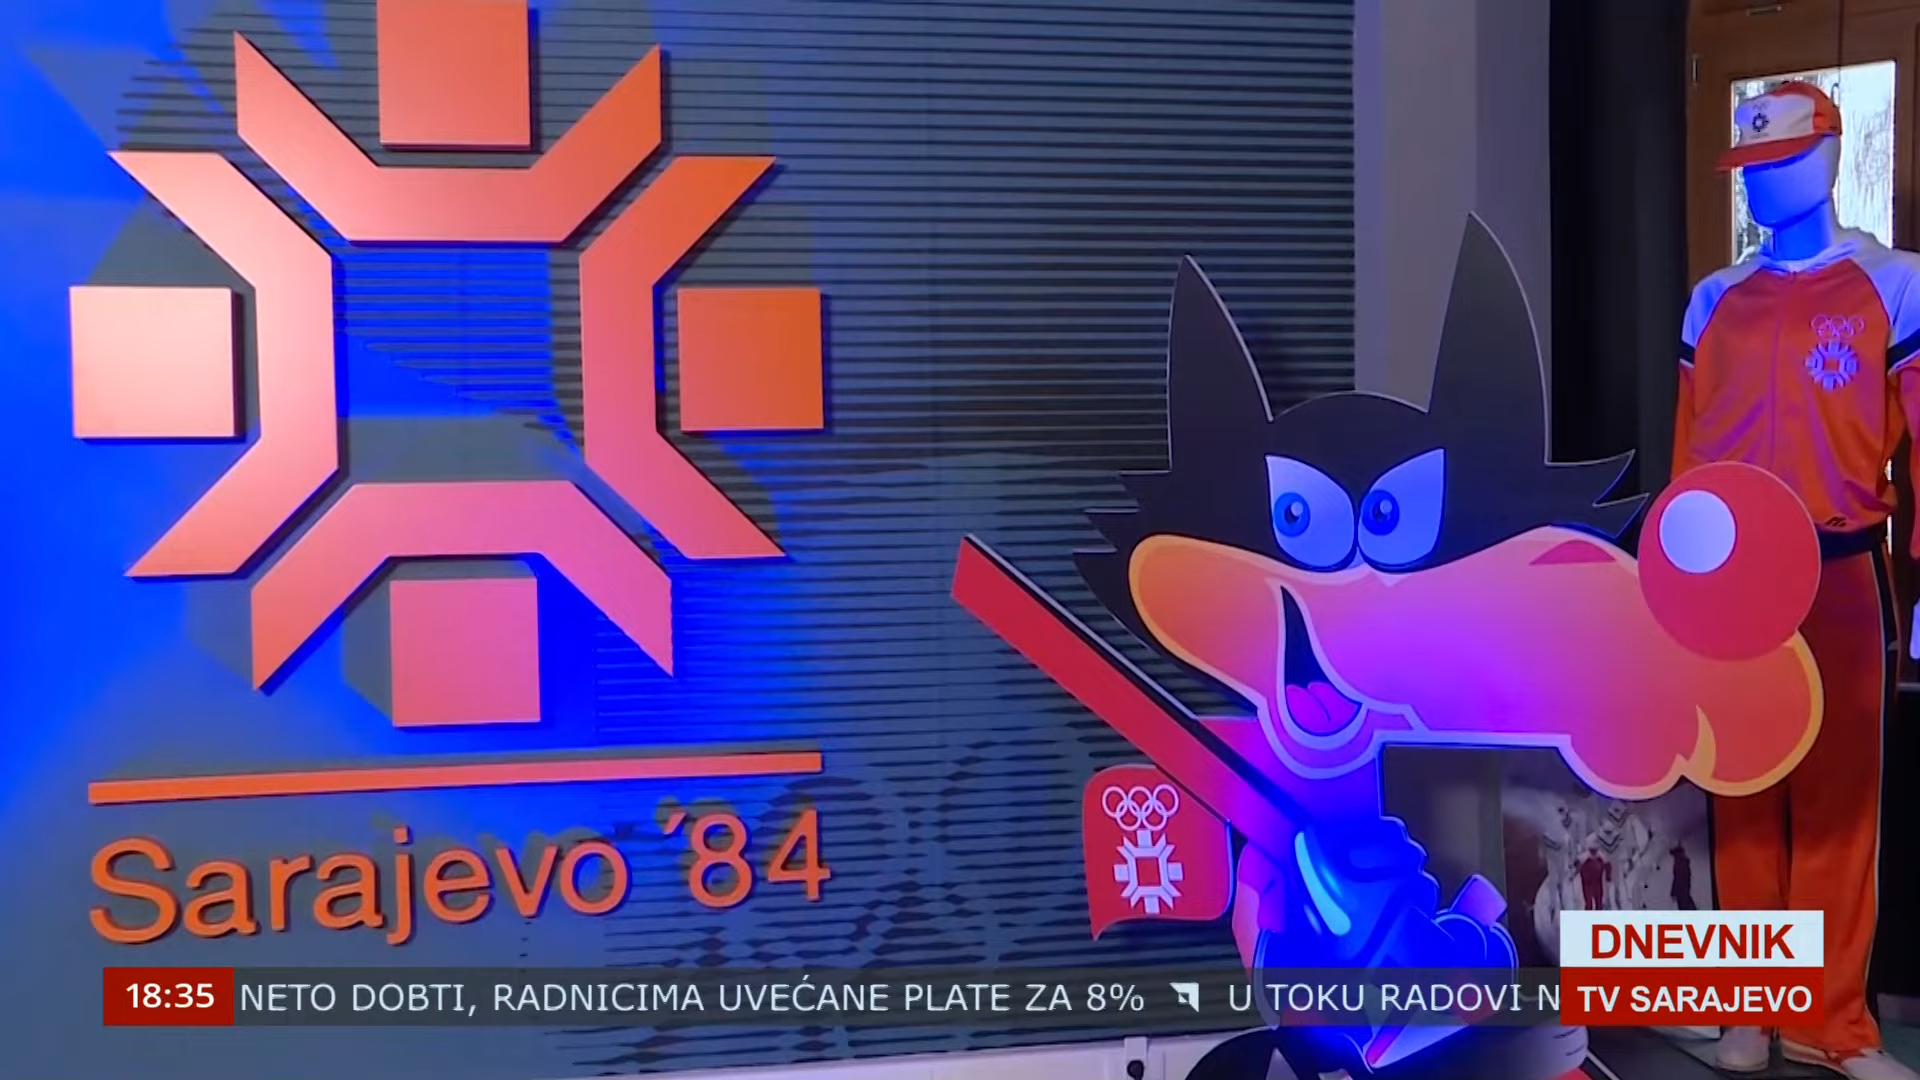 Sarajevo '84
DNEVNIK
18:35 NETO DOBTI, RADNICIMA UVEĆANE PLATE ZA 8% U TOKU RADOVI N
TV SARAJEVO